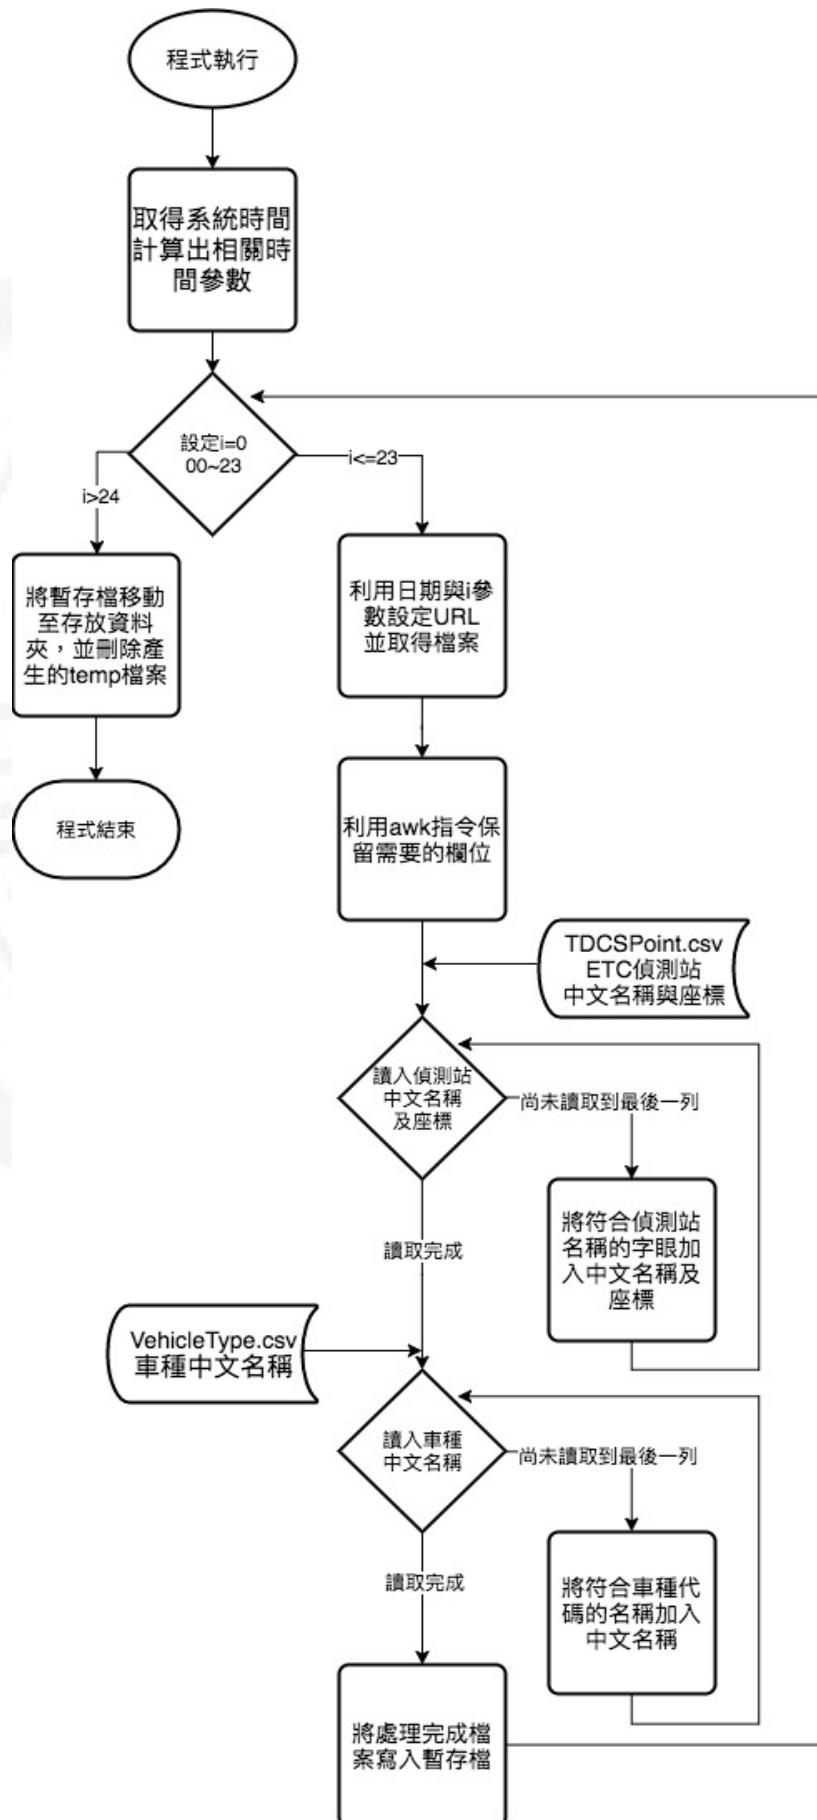 程式執行
取得系統時間
計算出相關時
間參數
設定i=0
00~23
i>24
i<=23
將暫存檔移動
至存放資料
夾，並刪除產
生的temp檔案
程式結束
利用日期與i參
數設定URL
並取得檔案
利用awk指令保
留需要的欄位
TDCSPoint.csv
ETC偵測站
中文名稱與座標
讀入偵測站
中文名稱
及座標
尚未讀取到最後一列
將符合偵測站
名稱的字眼加
入中文名稱及
座標
讀取完成
VehicleType.csv
車種中文名稱
讀入車種
中文名稱
尚未讀取到最後一列
將符合車種代
碼的名稱加入
中文名稱
讀取完成
將處理完成檔
案寫入暫存檔